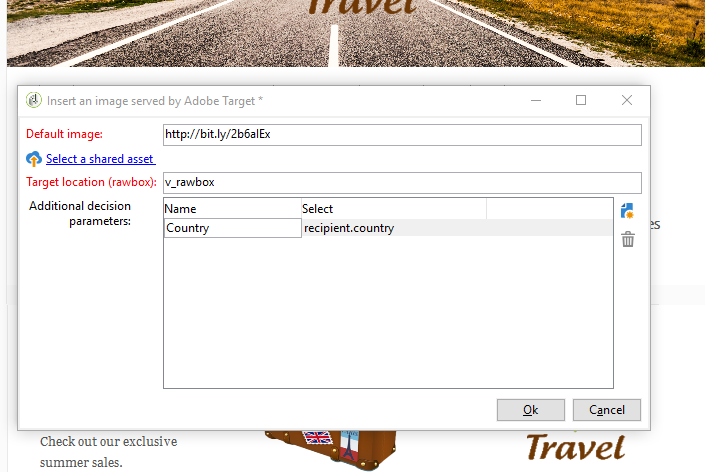 Travel
Insert an image served by Adobe Target *
Default image:
http://bit.ly/2b6alEx
Select a shared asset
Target location (rawbox):
v_rawbox
Additional decision
parameters:
Name
Select
Country
recipient.country
es
Ok
Cancel
Check out our exclusive
summer sales.
Travel